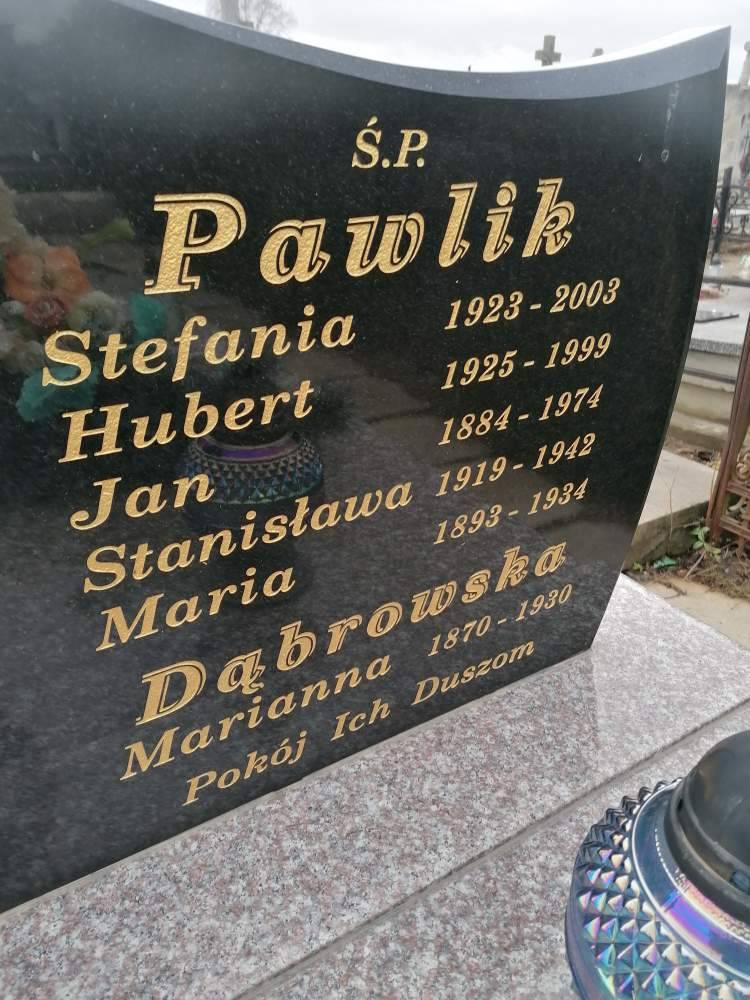 Ś.P.
Pawlik
Stefania 1923 - 2003
Hubert 1925 - 1999
Jan 1884 - 1974
Stanisława 1919 - 1942
Maria 1893 - 1934
Dąbrowska
Marianna 1870 - 1930
Pokój Ich Duszom